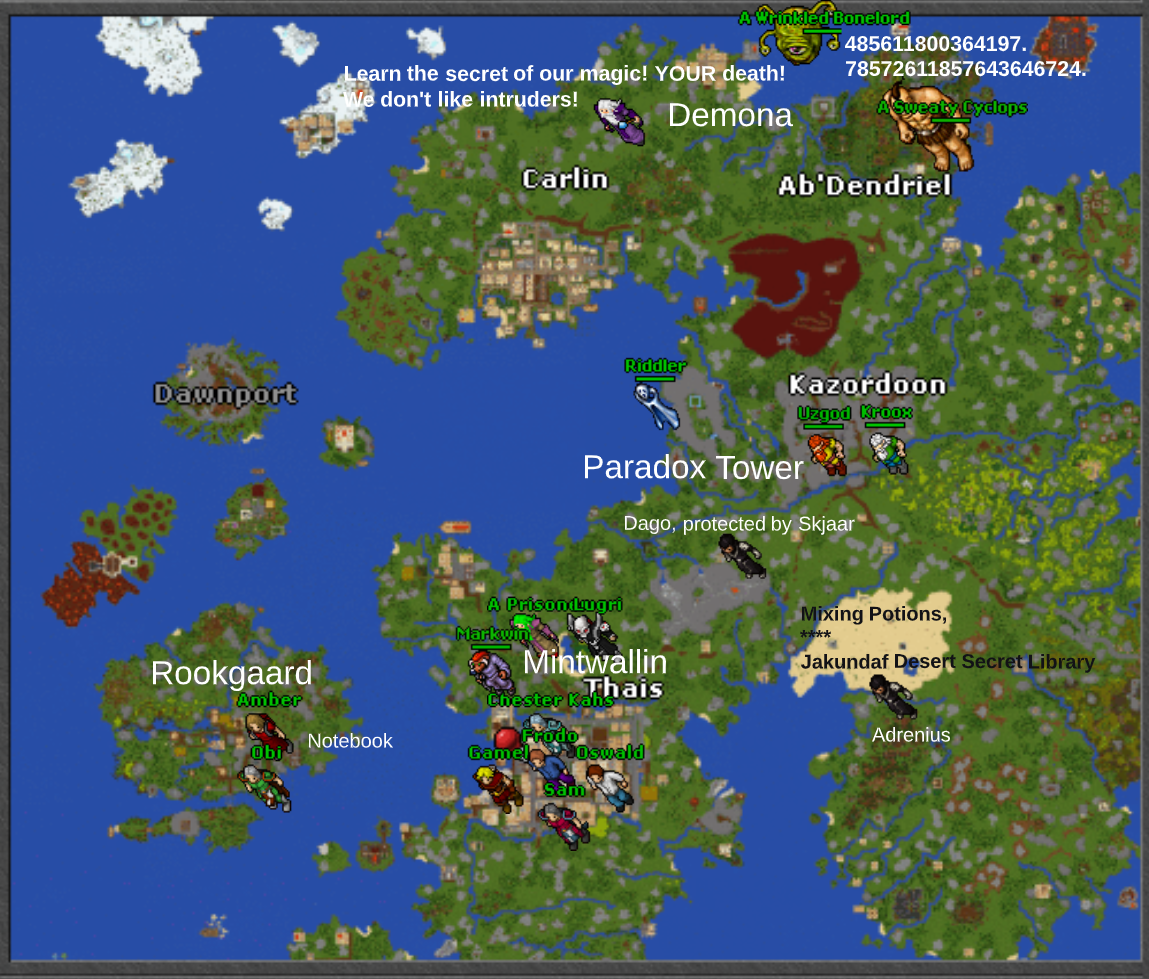 A Wrinkled Bonelord
485611800364197.
78572611857643646724.
Learn the secret of our magic! YOUR death!
We don't like intruders!
A Sweaty Cyclops
Demona
Carlin
Ab'Dendriel
Riddler
Kazordoon
Dawnport
Uzgod
Kroox
Paradox Tower
Dago, protected by Skjaar
A Prison
Lugri
Mixing Potions,
****
Jakundaf Desert Secret Library
Markwin
Mintwallin
Rookgaard
Thais
Amber
Chester Kahs
Adrenius
Notebook
Frodo
Obi
Gamel
Oswald
Sam